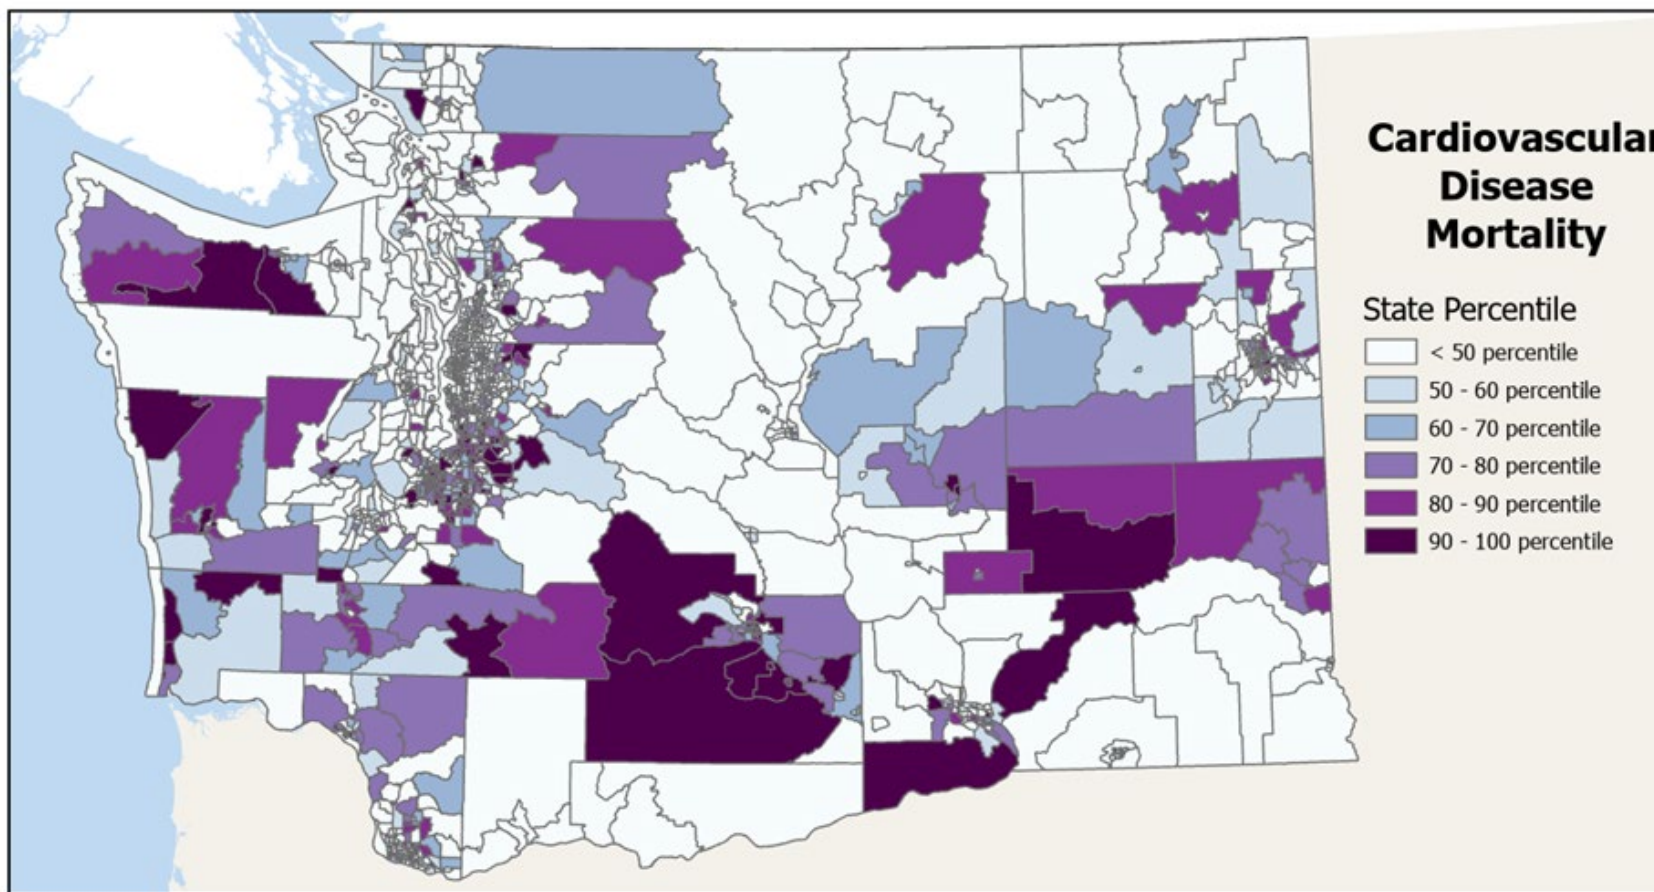 Cardiovascular
Disease
Mortality
State Percentile
< 50 percentile
50 - 60 percentile
60 - 70 percentile
70 - 80 percentile
80 - 90 percentile
90 - 100 percentile